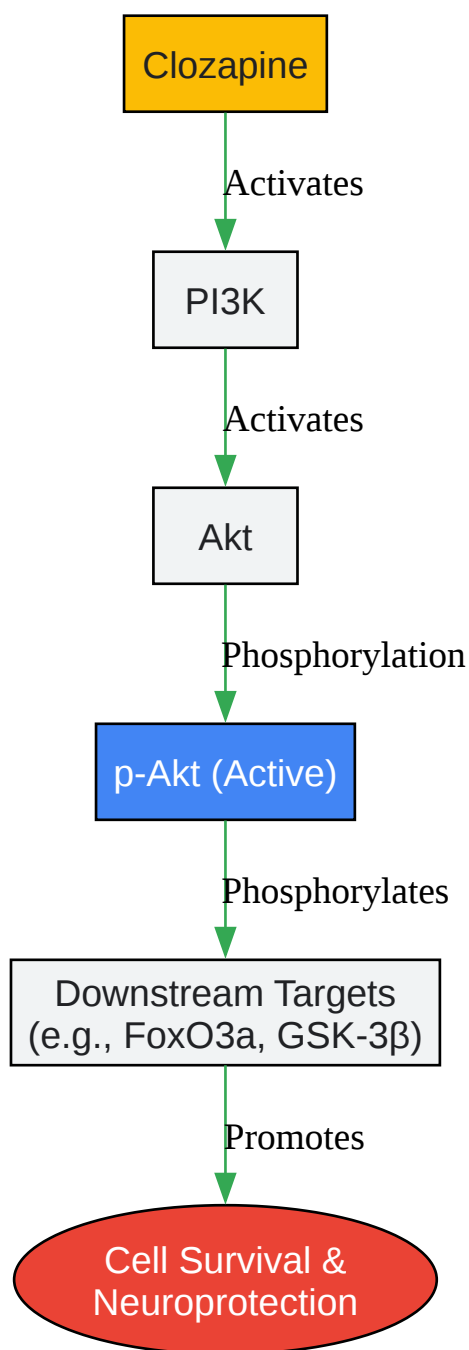 Clozapine
Activates
PI3K
Activates
Akt
Phosphorylation
p-Akt (Active)
Phosphorylates
Downstream Targets
(e.g., FoxO3a, GSK-3β)
Promotes
Cell Survival &
Neuroprotection